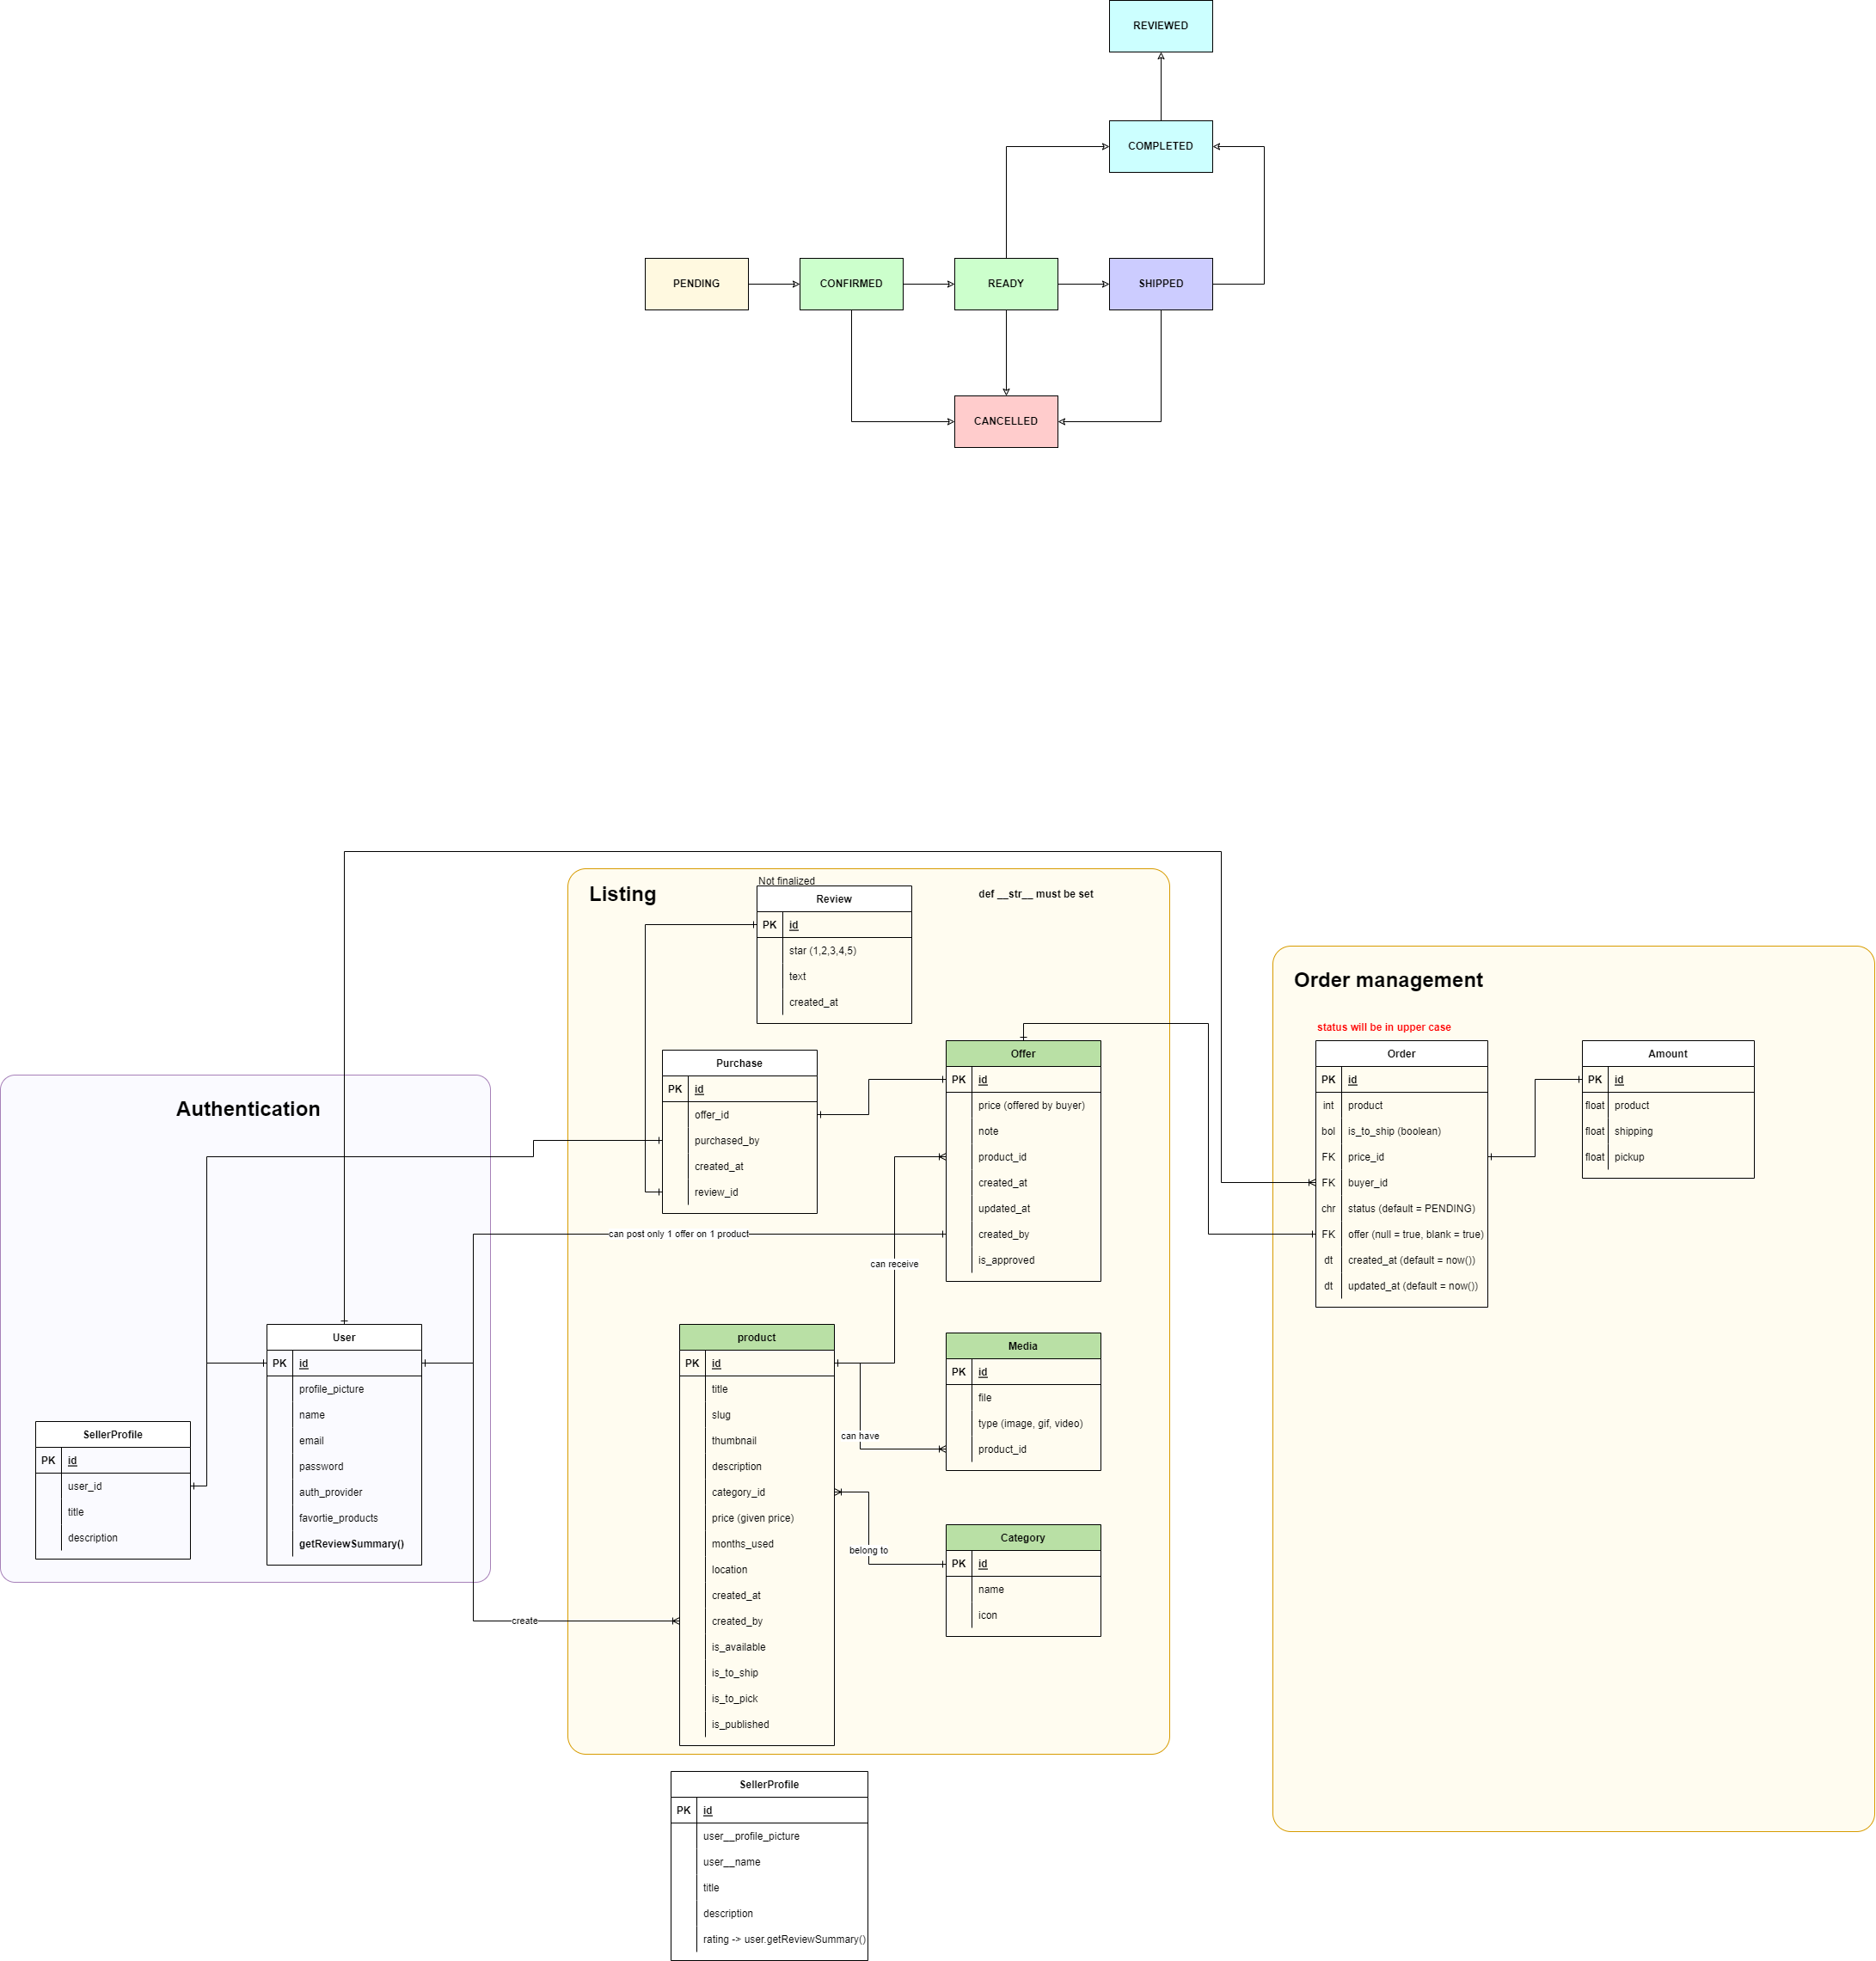 REVIEWED
COMPLETED
PENDING
CONFIRMED
READY
SHIPPED
CANCELLED
Authentication
SellerProfile
PK id
user_id
title
description
User
PK id
profile_picture
name
email
password
auth_provider
favortie_products
getReviewSummary()
Listing
Not finalized
def __str__ must be set
Review
PK id
star (1,2,3,4,5)
text
created_at
Purchase
PK id
offer_id
purchased_by
created_at
review_id
Offer
PK id
price (offered by buyer)
note
product_id
created_at
updated_at
created_by
is_approved
can post only 1 offer on 1 product
can receive
product
PK id
title
slug
thumbnail
description
category_id
price (given price)
months_used
location
created_at
created_by
is_available
is_to_ship
is_to_pick
is_published
can have
belong to
create
Media
PK id
file
type (image, gif, video)
product_id
Category
PK id
name
icon
SellerProfile
PK id
user__profile_picture
user__name
title
description
rating -> user.getReviewSummary()
Order management
status will be in upper case
Order
PK id
int product
bol is_to_ship (boolean)
FK price_id
FK buyer_id
chr status (default = PENDING)
FK offer (null = true, blank = true)
dt created_at (default = now())
dt updated_at (default = now())
Amount
PK id
float product
float shipping
float pickup